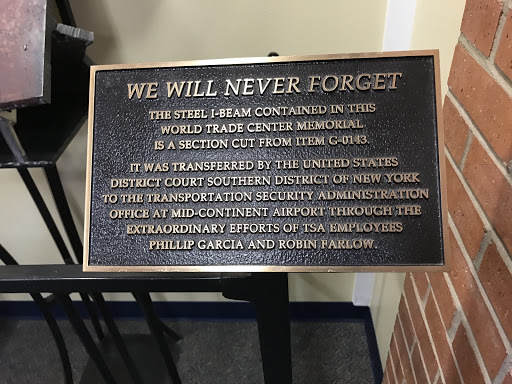 WE WILL NEVER FORGET
THE STEEL I-BEAM CONTAINED IN THIS
WORLD TRADE CENTER MEMORIAL
IS A SECTION CUT FROM ITEM G-0143.
IT WAS TRANSFERRED BY THE UNITED STATES
DISTRICT COURT SOUTHERN DISTRICT OF NEW YORK
TO THE TRANSPORTATION SECURITY ADMINISTRATION
OFFICE AT MID-CONTINENT AIRPORT THROUGH THE
EXTRAORDINARY EFFORTS OF TSA EMPLOYEES
PHILLIP GARCIA AND ROBIN FARLOW.